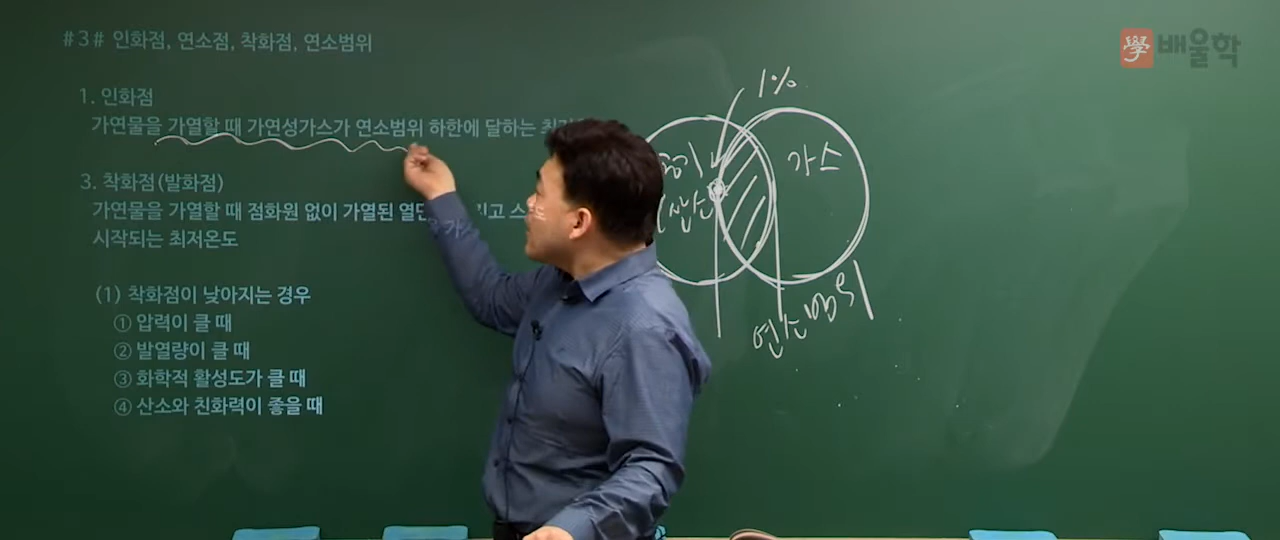 #3# 인화점, 연소점, 착화점, 연소범위
學 배울학
1. 인화점
가연물을 가열할 때 가연성가스가 연소범위 하한에 달하는
3. 착화점(발화점)
가연물을 가열할 때 점화원 없이 가열된
시작되는 최저온도
(1) 착화점이 낮아지는 경우
① 압력이 클 때
② 발열량이 클 때
③ 화학적 활성도가 클 때
④ 산소와 친화력이 좋을 때
1%
가스
산소
연소범위